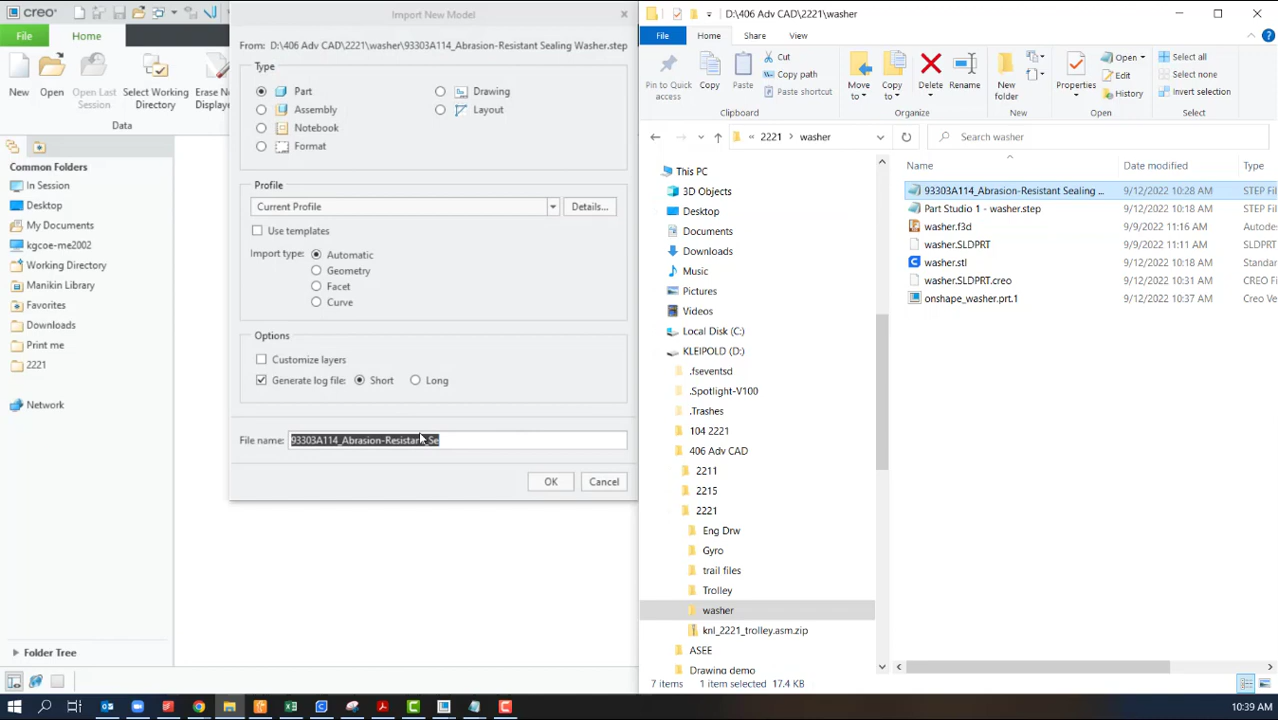 creo
File
Home
New
Open
Open Last Session
Select Working Directory
Erase Not Displayed
Data
Common Folders
In Session
Desktop
My Documents
kgcoe-me2002
Working Directory
Manikin Library
Favorites
Downloads
Print me
2221
Network
Folder Tree
Import New Model
From: D:\406 Adv CAD\2221\washer\93303A114_Abrasion-Resistant Sealing Washer.step
Type
Part
Drawing
Assembly
Layout
Notebook
Format
Profile
Current Profile
Details...
Use templates
Import type:
Automatic
Geometry
Facet
Curve
Options
Customize layers
Generate log file:
Short
Long
File name:
93303A114_Abrasion-Resistant_Se
OK
Cancel
D:\406 Adv CAD\2221\washer
File
Home
Share
View
Pin to Quick access
Copy
Paste
Cut
Copy path
Paste shortcut
Clipboard
Move to
Copy to
Delete
Rename
Organize
New folder
New
Properties
Open
Edit
History
Open
Select all
Select none
Invert selection
Select
« 2221 > washer
Search washer
This PC
3D Objects
Desktop
Documents
Downloads
Music
Pictures
Videos
Local Disk (C:)
KLEIPOLD (D:)
.fseventsd
.Spotlight-V100
.Trashes
104 2221
406 Adv CAD
2211
2215
2221
Eng Drw
Gyro
trail files
Trolley
washer
knl_2221_trolley.asm.zip
ASEE
Drawing demo
Name
Date modified
Type
93303A114_Abrasion-Resistant Sealing ...
9/12/2022 10:28 AM
STEP Fil
Part Studio 1 - washer.step
9/12/2022 10:18 AM
STEP Fil
washer.f3d
9/9/2022 11:16 AM
Autodes
washer.SLDPRT
9/9/2022 11:11 AM
Creo Ge
washer.stl
9/12/2022 10:18 AM
Standar
washer.SLDPRT.creo
9/12/2022 10:31 AM
CREO Fi
onshape_washer.prt.1
9/12/2022 10:37 AM
Creo Ve
7 items
1 item selected 17.4 KB
10:39 AM